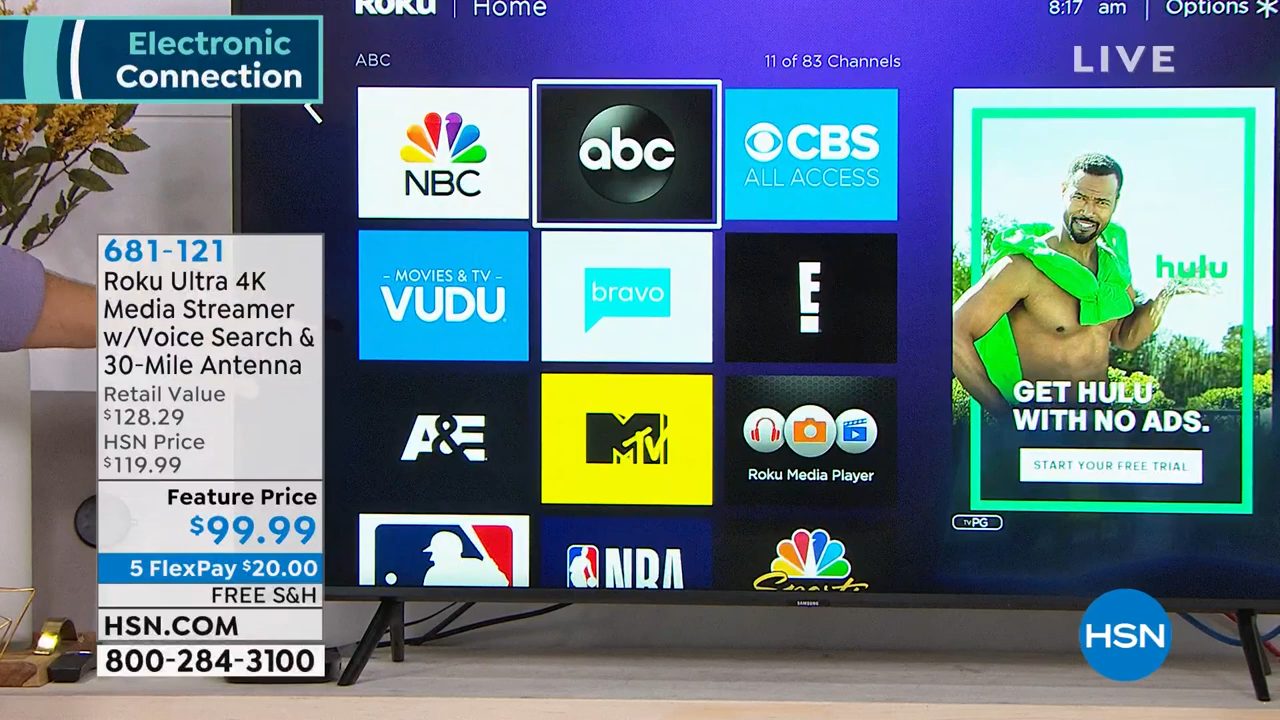 Electronic
Connection
Roku | Home
8:17 am | Options
LIVE
ABC
11 of 83 Channels
NBC
abc
CBS
ALL ACCESS
MOVIES & TV
VUDU
bravo
E!
A&E
MTV
Roku Media Player
NBA
Sports
hulu
GET HULU
WITH NO ADS.
START YOUR FREE TRIAL
TVPG
SAMSUNG
681-121
Roku Ultra 4K
Media Streamer
w/Voice Search &
30-Mile Antenna
Retail Value
$128.29
HSN Price
$119.99
Feature Price
$99.99
5 FlexPay $20.00
FREE S&H
HSN.COM
800-284-3100
HSN